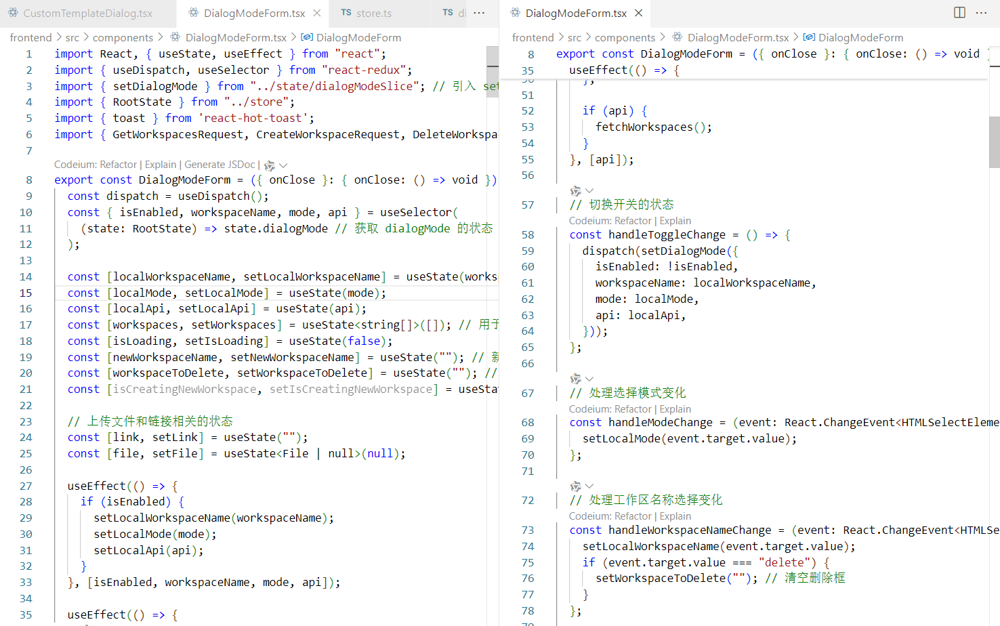 CustomTemplateDialog.tsx
DialogModeForm.tsx
TS store.ts
TS di
frontend > src > components > DialogModeForm.tsx > DialogModeForm
1 import React, { useState, useEffect } from "react";
2 import { useDispatch, useSelector } from "react-redux";
3 import { setDialogMode } from "../state/dialogModeSlice"; // 引入 set
4 import { RootState } from "../store";
5 import { toast } from 'react-hot-toast';
6 import { GetWorkspacesRequest, CreateWorkspaceRequest, DeleteWorkspa
7
Codeium: Refactor | Explain | Generate JSDoc |
8 export const DialogModeForm = ({ onClose }: { onClose: () => void })
9 const dispatch = useDispatch();
10 const { isEnabled, workspaceName, mode, api } = useSelector(
11 (state: RootState) => state.dialogMode // 获取 dialogMode 的状态
12 );
13
14 const [localWorkspaceName, setLocalWorkspaceName] = useState(works
15 const [localMode, setLocalMode] = useState(mode);
16 const [localApi, setLocalApi] = useState(api);
17 const [workspaces, setWorkspaces] = useState<string[]>([]); // 用于
18 const [isLoading, setIsLoading] = useState(false);
19 const [newWorkspaceName, setNewWorkspaceName] = useState(""); // 新
20 const [workspaceToDelete, setWorkspaceToDelete] = useState(""); //
21 const [isCreatingNewWorkspace, setIsCreatingNewWorkspace] = useSta
22
23 // 上传文件和链接相关的状态
24 const [link, setLink] = useState("");
25 const [file, setFile] = useState<File | null>(null);
26
27 useEffect(() => {
28 if (isEnabled) {
29 setLocalWorkspaceName(workspaceName);
30 setLocalMode(mode);
31 setLocalApi(api);
32 }
33 }, [isEnabled, workspaceName, mode, api]);
34
35 useEffect(() => {
DialogModeForm.tsx
frontend > src > components > DialogModeForm.tsx > DialogModeForm
8 export const DialogModeForm = ({ onClose }: { onClose: () => void }
35 useEffect(() => {
50 };
51
52 if (api) {
53 fetchWorkspaces();
54 }
55 }, [api]);
56
57 // 切换开关的状态
Codeium: Refactor | Explain
58 const handleToggleChange = () => {
59 dispatch(setDialogMode({
60 isEnabled: !isEnabled,
61 workspaceName: localWorkspaceName,
62 mode: localMode,
63 api: localApi,
64 }));
65 };
66
67 // 处理选择模式变化
Codeium: Refactor | Explain
68 const handleModeChange = (event: React.ChangeEvent<HTMLSelectEleme
69 setLocalMode(event.target.value);
70 };
71
72 // 处理工作区名称选择变化
Codeium: Refactor | Explain
73 const handleWorkspaceNameChange = (event: React.ChangeEvent<HTMLSe
74 setLocalWorkspaceName(event.target.value);
75 if (event.target.value === "delete") {
76 setWorkspaceToDelete(""); // 清空删除框
77 }
78 };
79